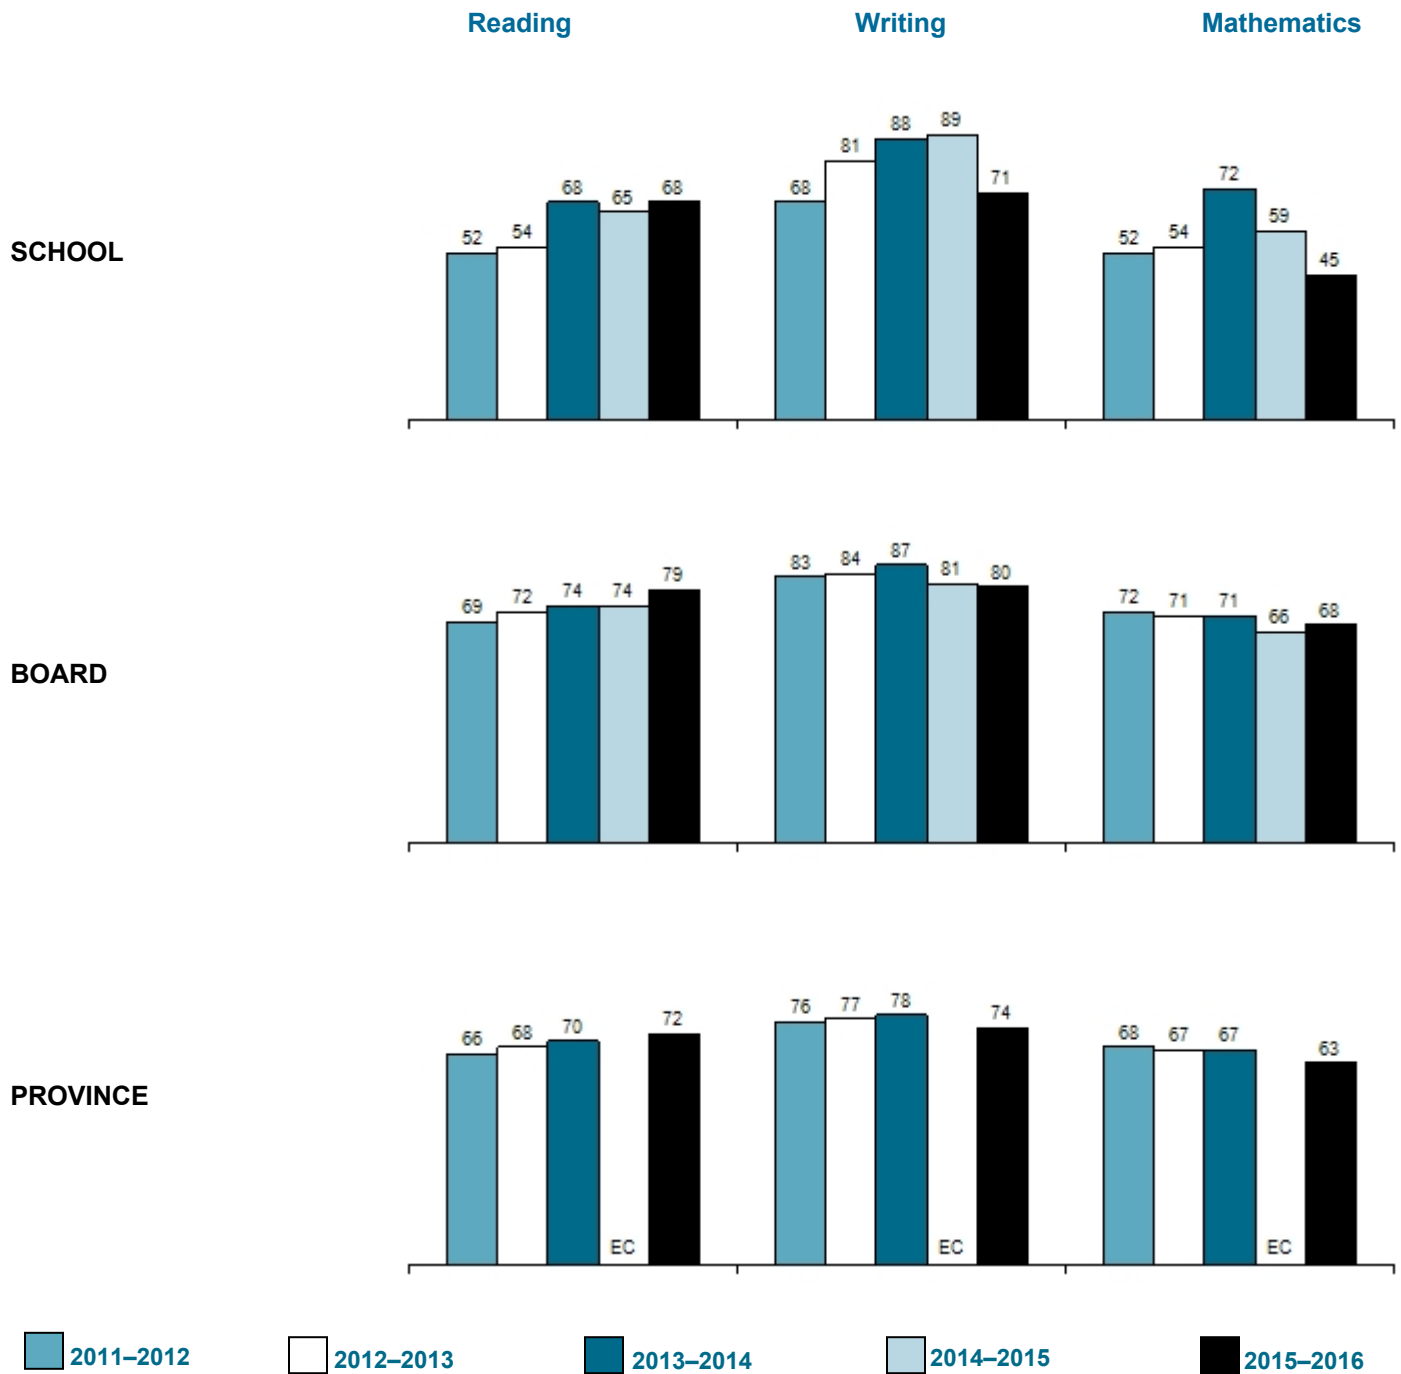 Reading Writing Mathematics
SCHOOL
52 54 68 65 68
68 81 88 89 71
52 54 72 59 45
BOARD
69 72 74 74 79
83 84 87 81 80
72 71 71 66 68
PROVINCE
66 68 70 EC 72
76 77 78 EC 74
68 67 67 EC 63
2011–2012 2012–2013 2013–2014 2014–2015 2015–2016